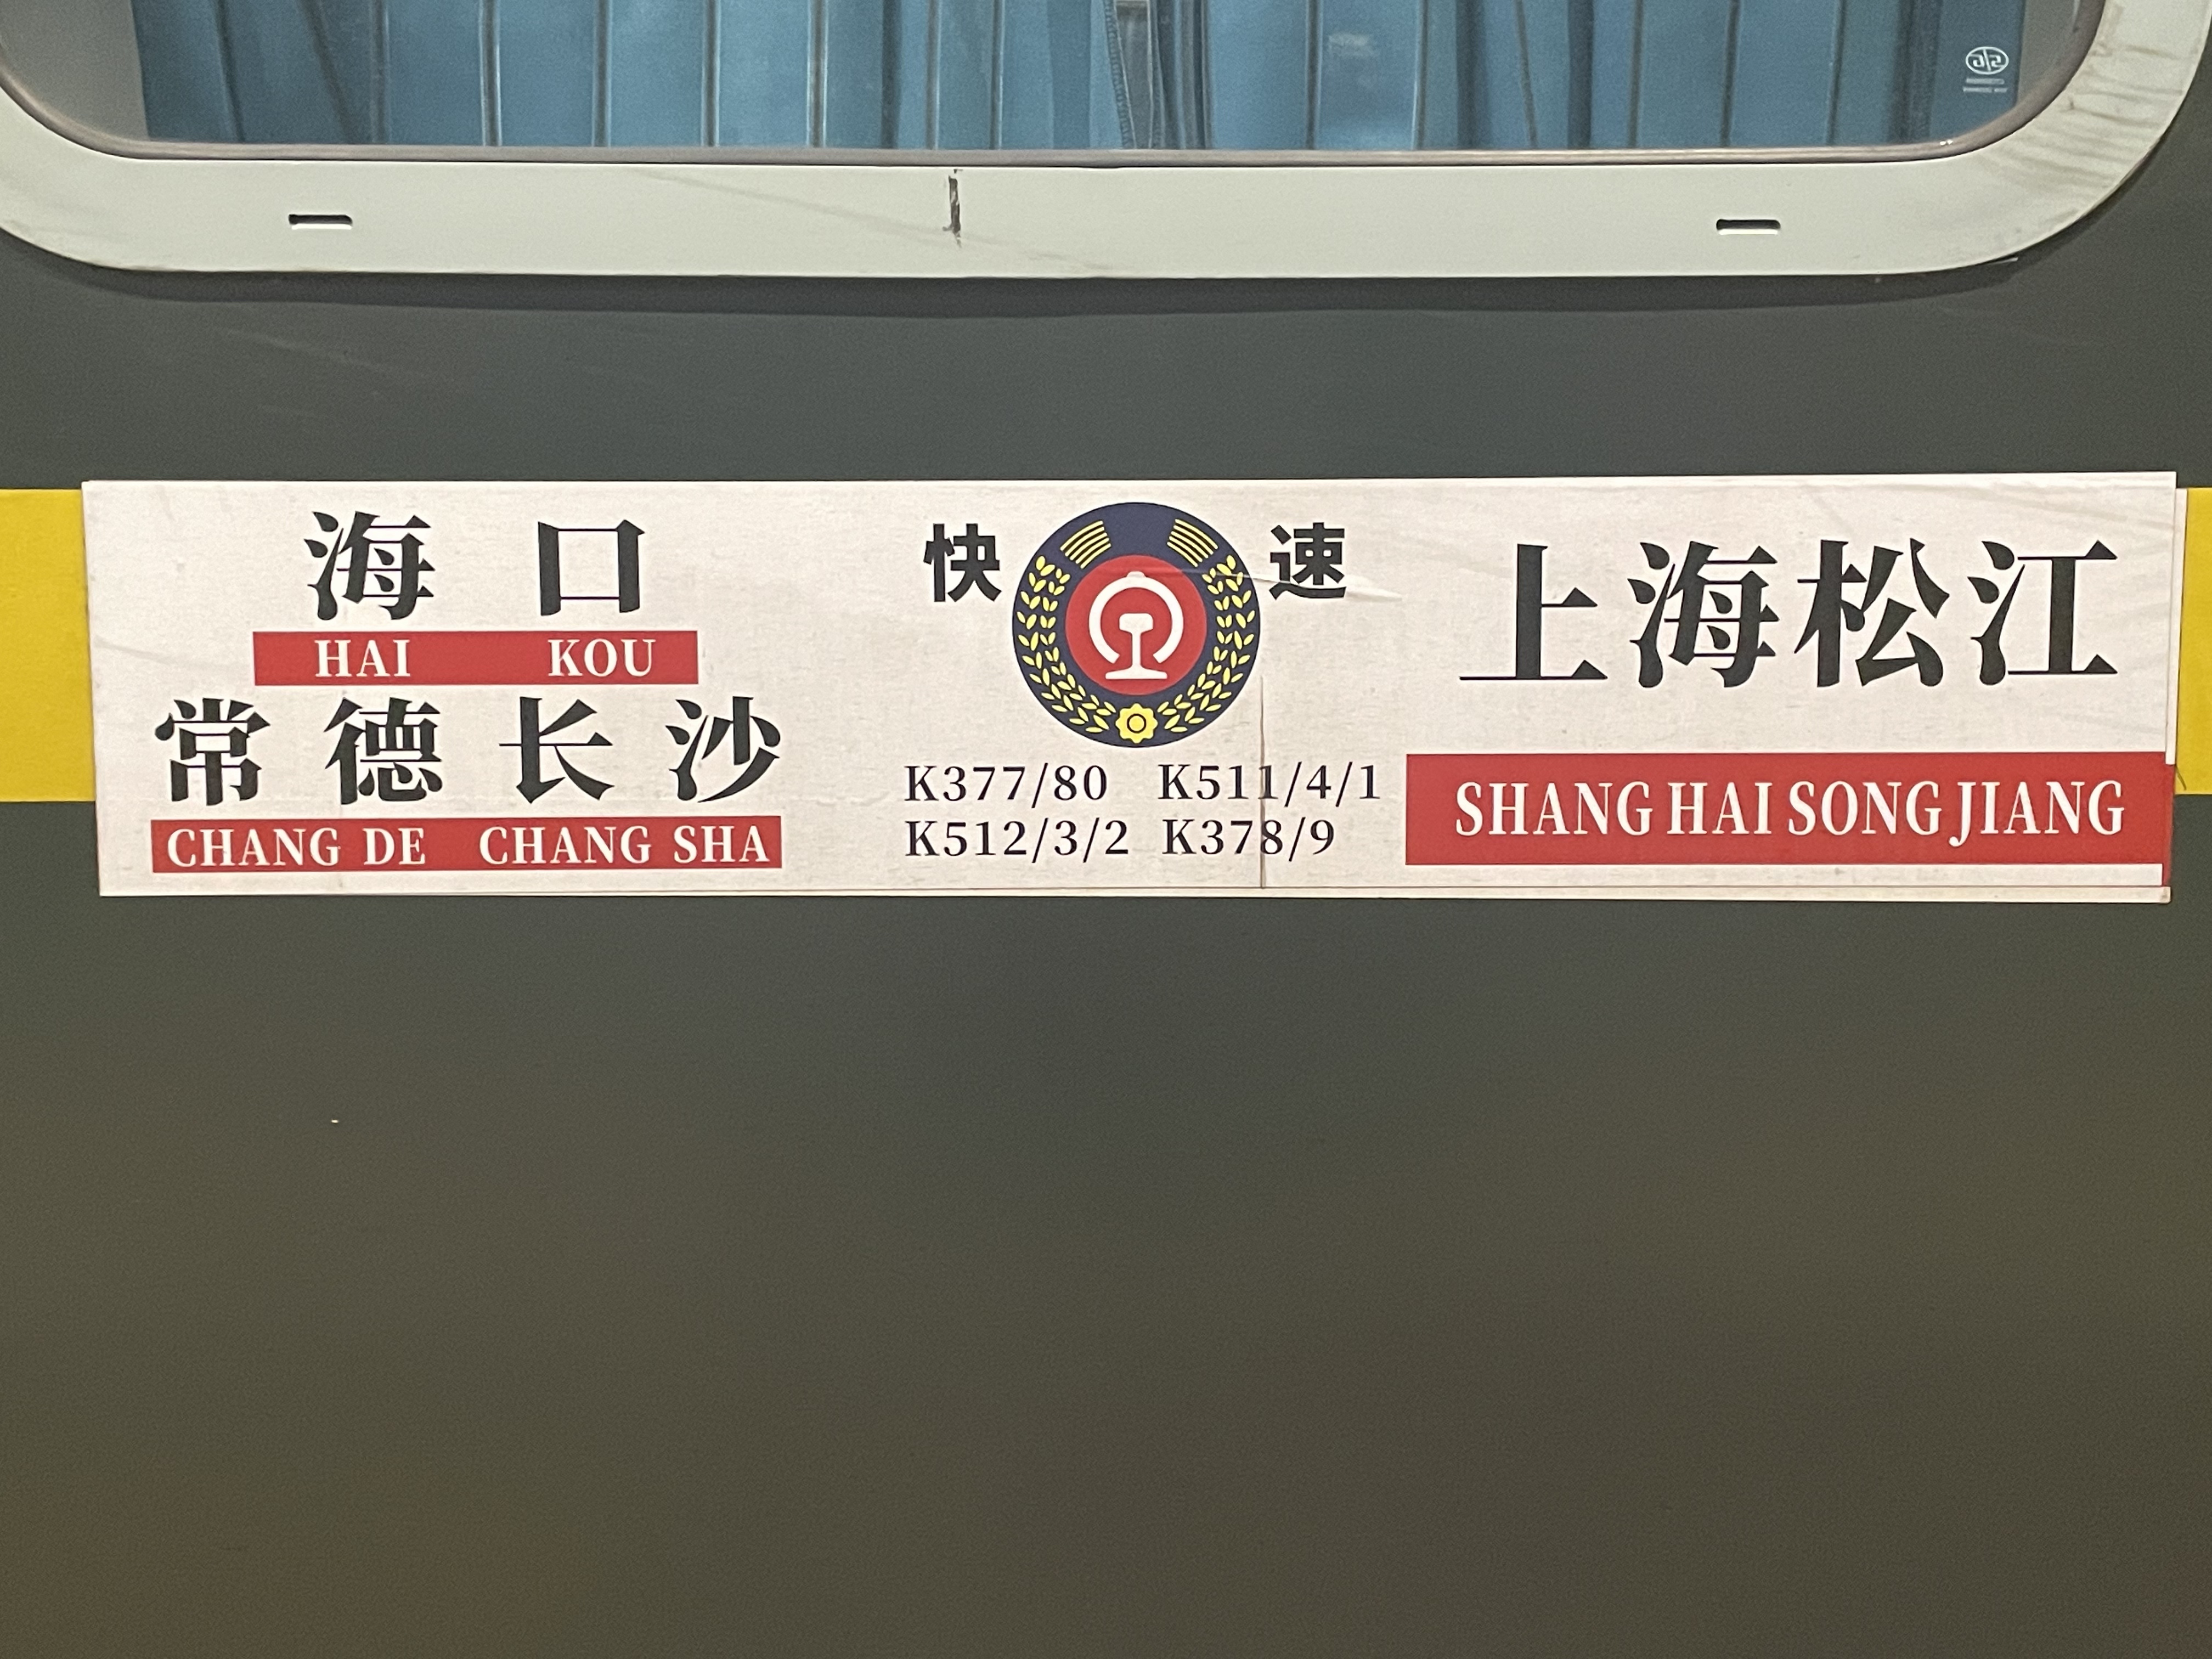 海口
HAI KOU
常德长沙
CHANG DE CHANG SHA
快速
K377/80 K511/4/1
K512/3/2 K378/9
上海松江
SHANG HAI SONG JIANG